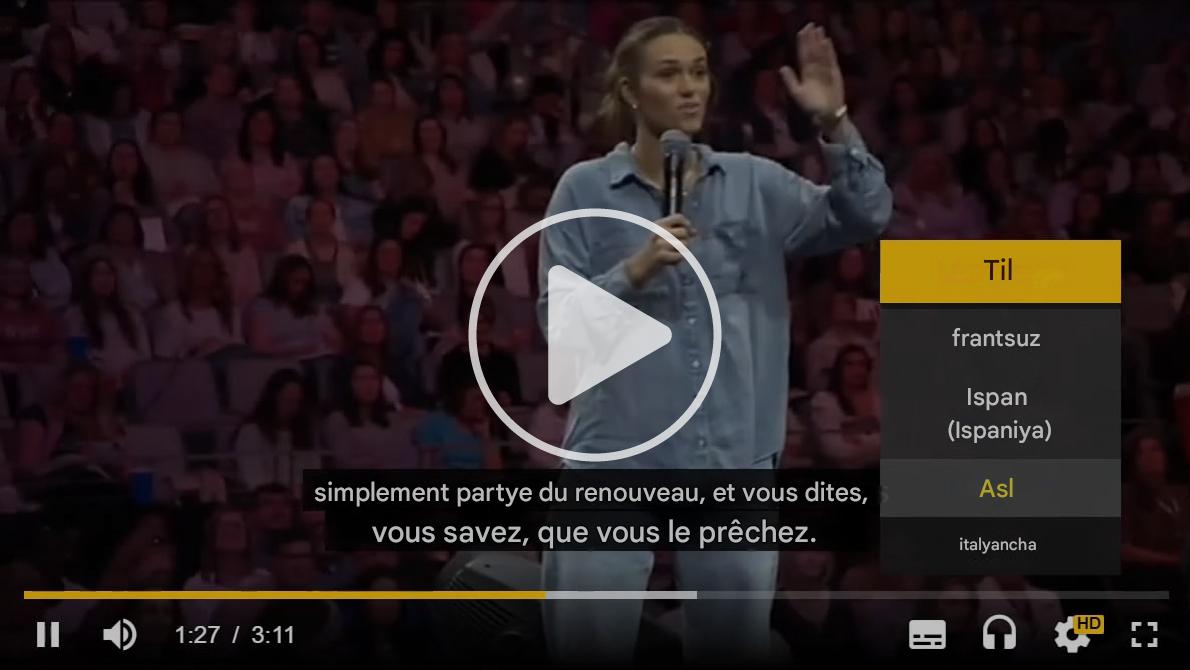 Til
frantsuz
Ispan
(Ispaniya)
Asl
italyancha
simplement partye du renouveau, et vous dites,
vous savez, que vous le prêchez.
1:27 / 3:11
HD